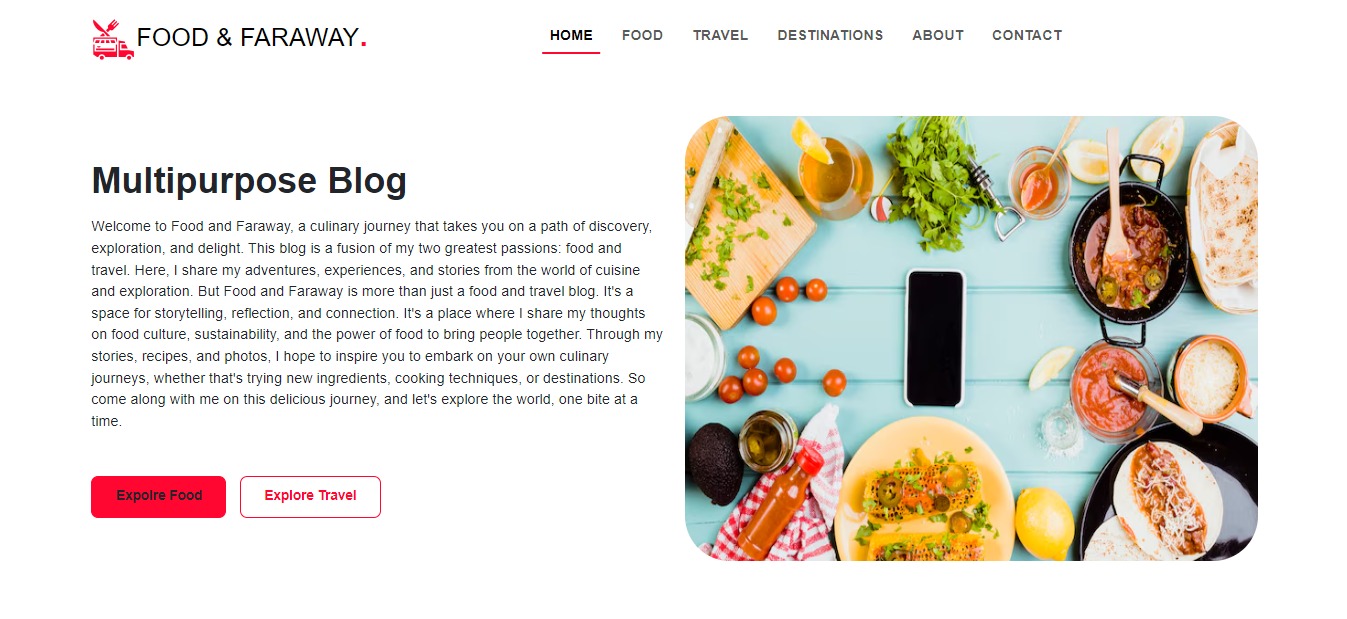 FOOD & FARAWAY.
HOME TRAVEL FOOD DESTINATIONS ABOUT CONTACT
Multipurpose Blog
Welcome to Food and Faraway, a culinary journey that takes you on a path of discovery,
exploration, and delight. This blog is a fusion of my two greatest passions: food and
travel. Here, I share my adventures, experiences, and stories from the world of cuisine
and exploration. But Food and Faraway is more than just a food and travel blog. It's a
space for storytelling, reflection, and connection. It's a place where I share my thoughts
on food culture, sustainability, and the power of food to bring people together. Through my
stories, recipes, and photos, I hope to inspire you to embark on your own culinary
journeys, whether that's trying new ingredients, cooking techniques, or destinations. So
come along with me on this delicious journey, and let's explore the world, one bite at a
time.
Expolre Food Explore Travel